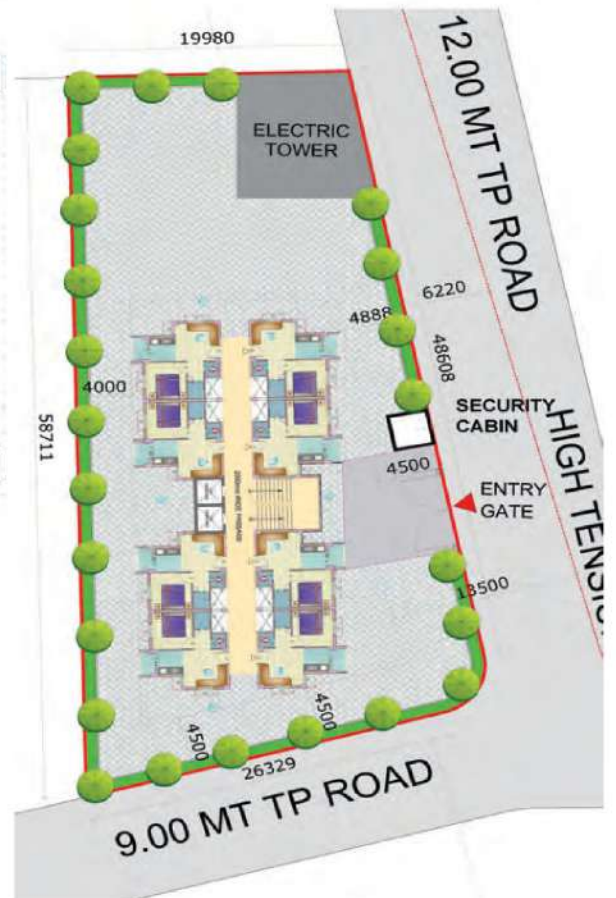 19980
12.00 MT TP ROAD
ELECTRIC
TOWER
6220
4888
48608
4000
58711
SECURITY
CABIN
HIGH TENSIO
4500
ENTRY
GATE
13500
4500
4500
26329
9.00 MT TP ROAD